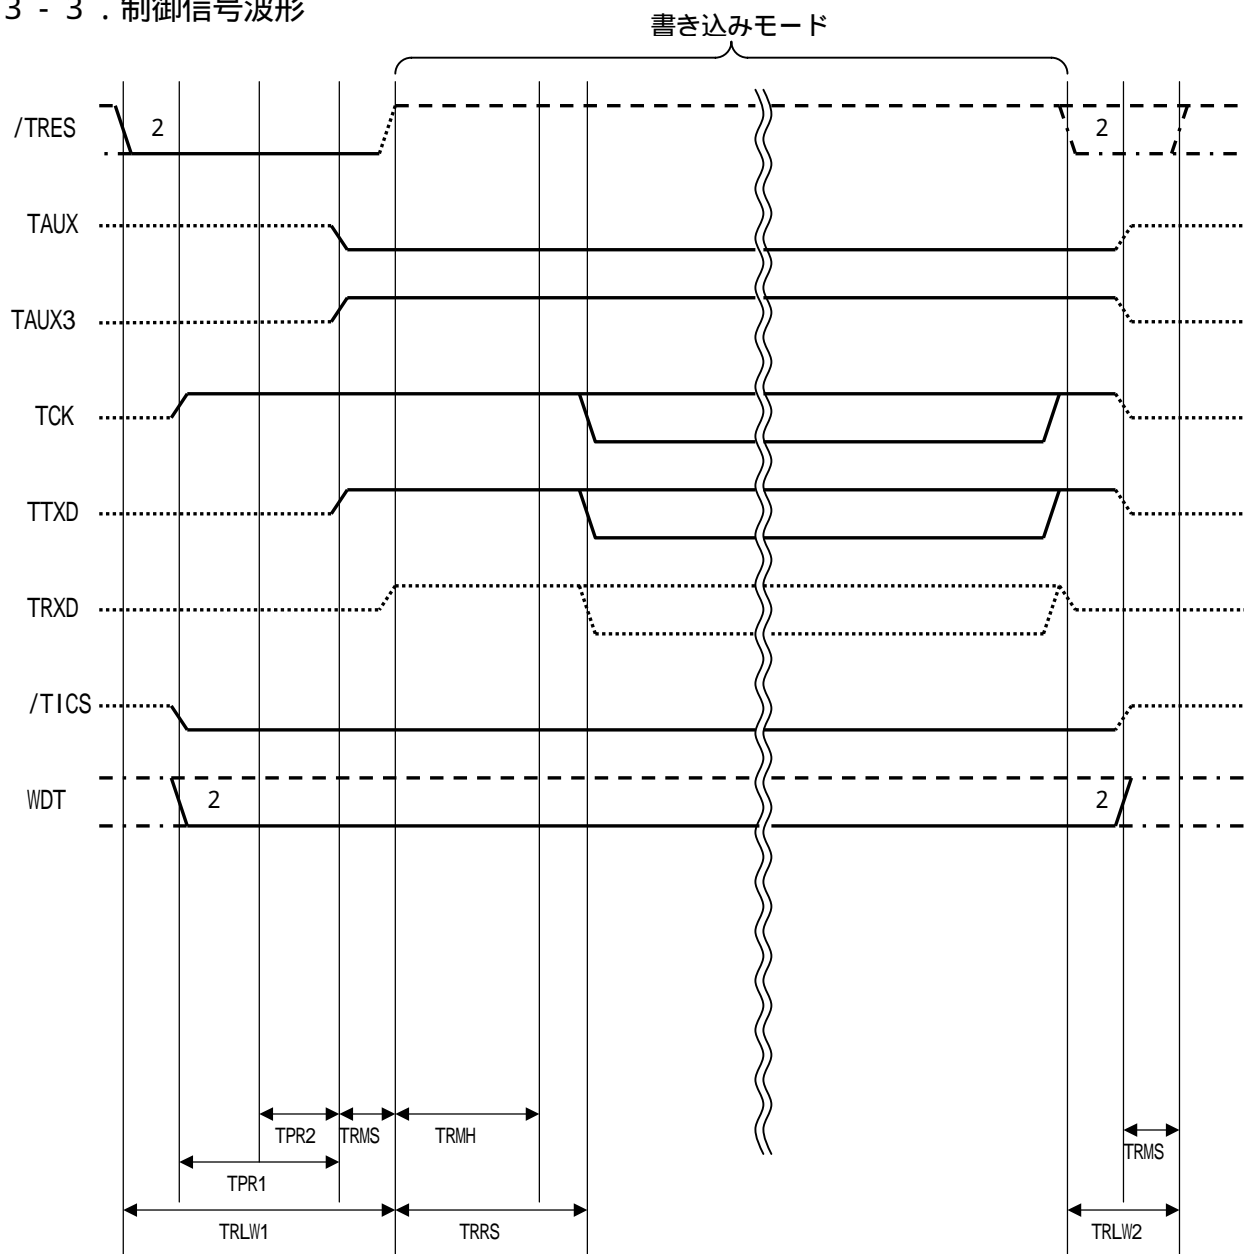 3 - 3 . 制御信号波形
書き込みモード
/TRES
2
2
TAUX
TAUX3
TCK
TTXD
TRXD
/TICS
WDT
2
2
TPR2
TRMS
TRMH
TRMS
TPR1
TRLW1
TRRS
TRLW2